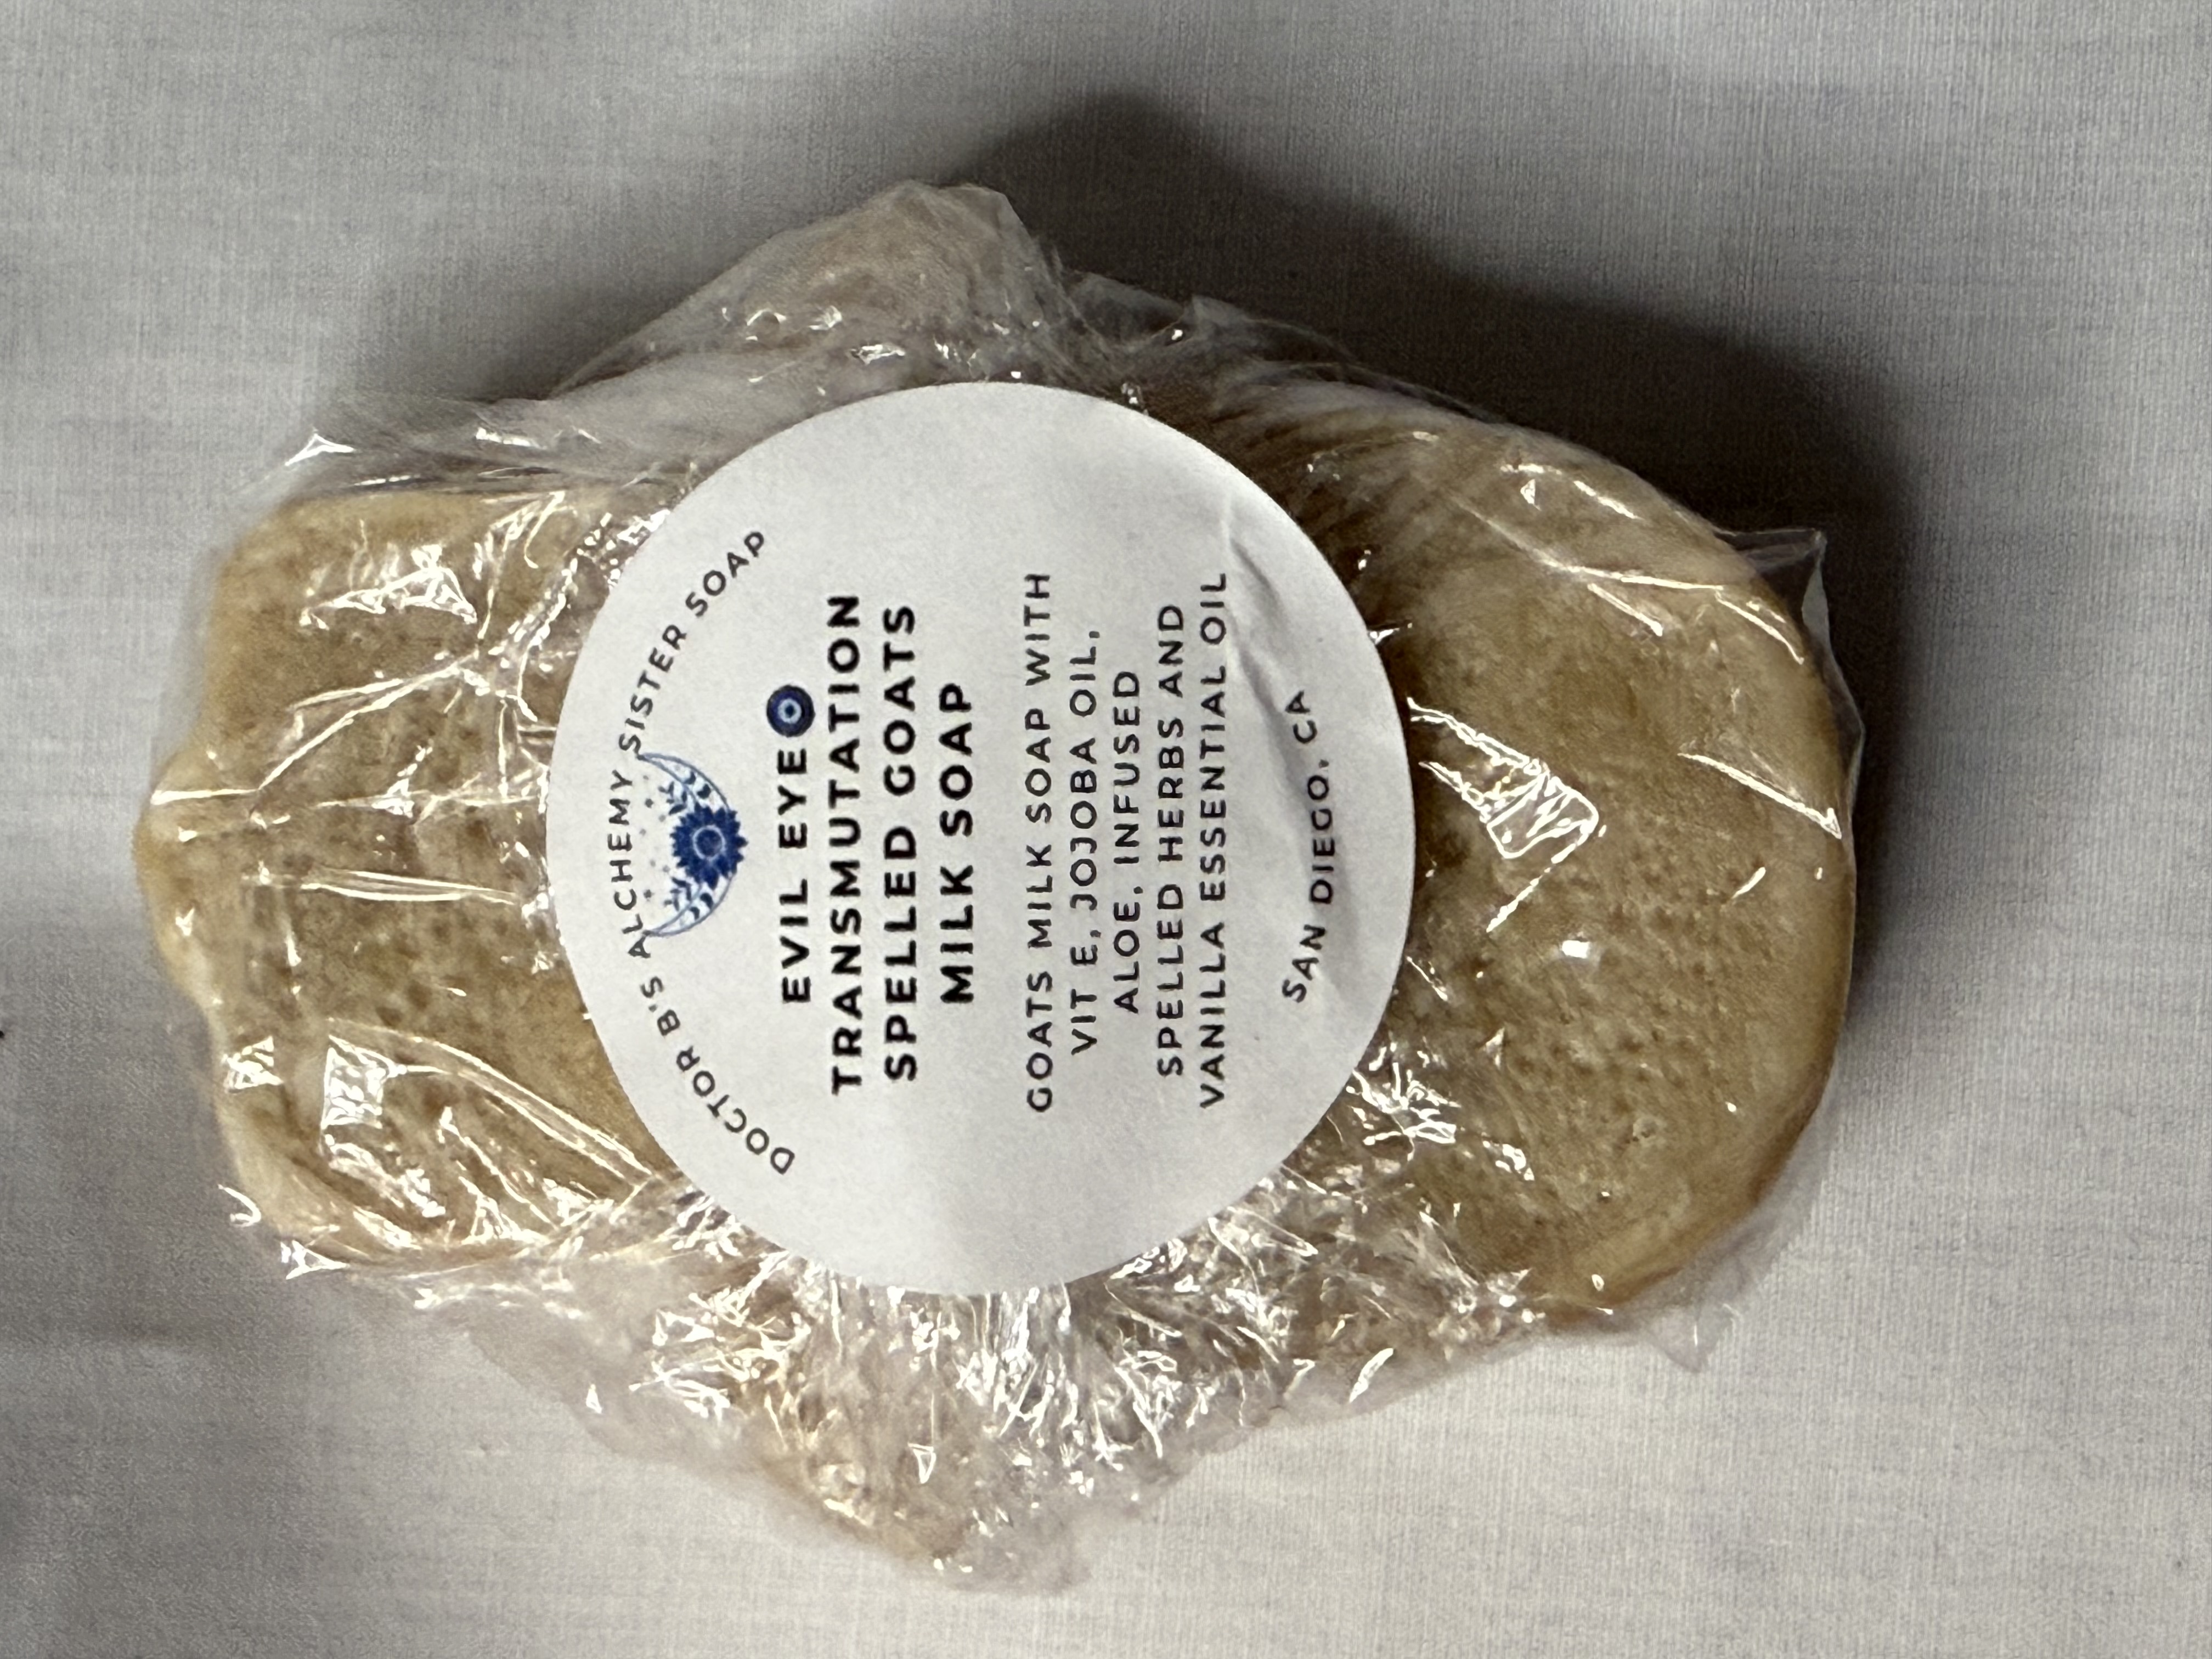 DOCTOR B'S ALCHEMY SISTER SOAP
EVIL EYE
TRANSMUTATION
SPELLED GOATS
MILK SOAP
GOATS MILK SOAP WITH
VIT E, JOJOBA OIL,
ALOE, INFUSED
SPELLED HERBS AND
VANILLA ESSENTIAL OIL
SAN DIEGO, CA